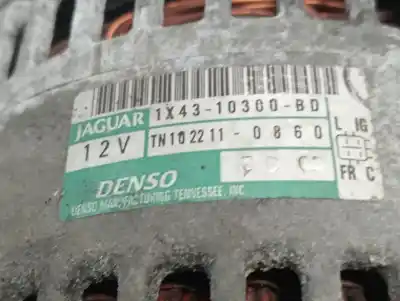 JAGUAR 1X43-10300-BD
12V TN102211-0860
L IG
DENSO
FR C
DENSO MANUFACTURING TENNESSEE, INC